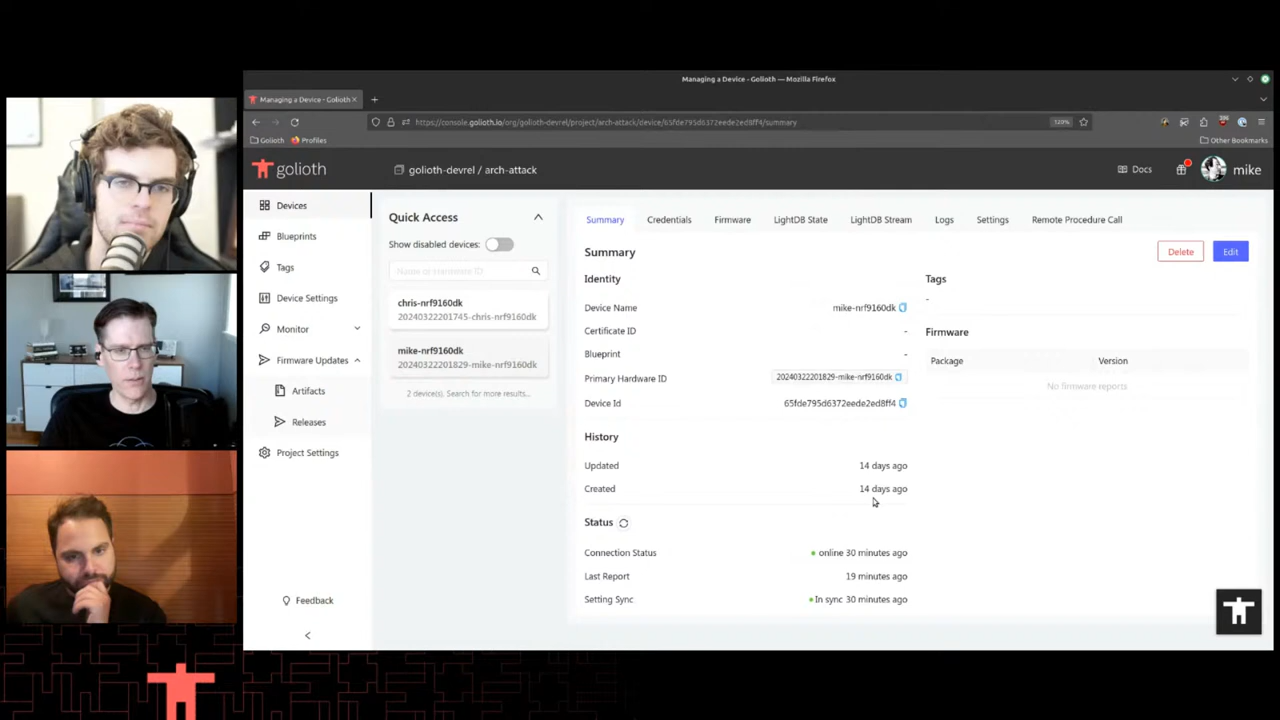 Managing a Device - Golioth — Mozilla Firefox
Managing a Device - Golioth
https://console.golioth.io/org/golioth-devrel/project/arch-attack/device/65fde795d6372eede2ed8ff4/summary
120%
Golioth
Profiles
Other Bookmarks
golioth
golioth-devrel / arch-attack
Docs
mike
Devices
Blueprints
Tags
Device Settings
Monitor
Firmware Updates
Artifacts
Releases
Project Settings
Feedback
Quick Access
Show disabled devices:
Name or Hardware ID
chris-nrf9160dk
20240322201745-chris-nrf9160dk
mike-nrf9160dk
20240322201829-mike-nrf9160dk
2 device(s). Search for more results...
Summary Credentials Firmware LightDB State LightDB Stream Logs Settings Remote Procedure Call
Summary
Delete Edit
Identity
Device Name mike-nrf9160dk
Certificate ID -
Blueprint -
Primary Hardware ID 20240322201829-mike-nrf9160dk
Device Id 65fde795d6372eede2ed8ff4
History
Updated 14 days ago
Created 14 days ago
Status
Connection Status online 30 minutes ago
Last Report 19 minutes ago
Setting Sync In sync 30 minutes ago
Tags
-
Firmware
Package Version
No firmware reports